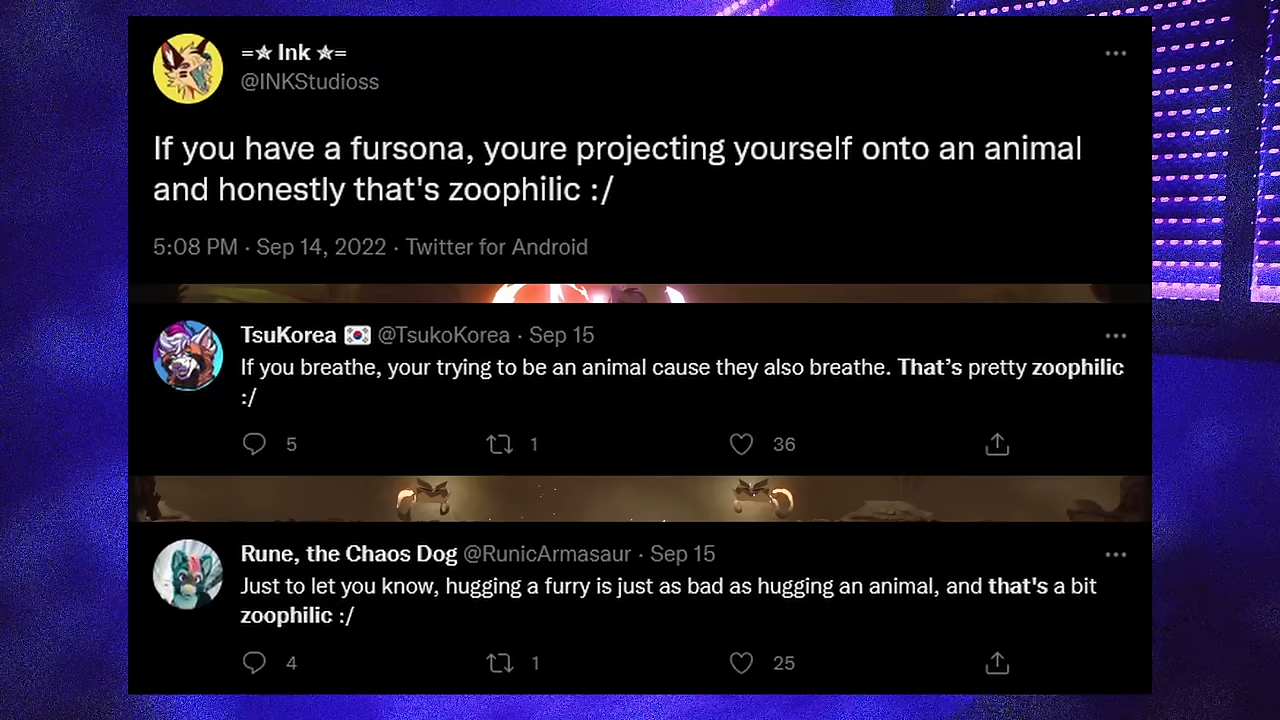 =✯ Ink ✯=
@INKStudioss
If you have a fursona, youre projecting yourself onto an animal
and honestly that's zoophilic :/
5:08 PM · Sep 14, 2022 · Twitter for Android
TsuKorea 🇰🇷 @TsukoKorea · Sep 15
If you breathe, your trying to be an animal cause they also breathe. That’s pretty zoophilic
:/
5 1 36
Rune, the Chaos Dog @RunicArmasaur · Sep 15
Just to let you know, hugging a furry is just as bad as hugging an animal, and that's a bit
zoophilic :/
4 1 25